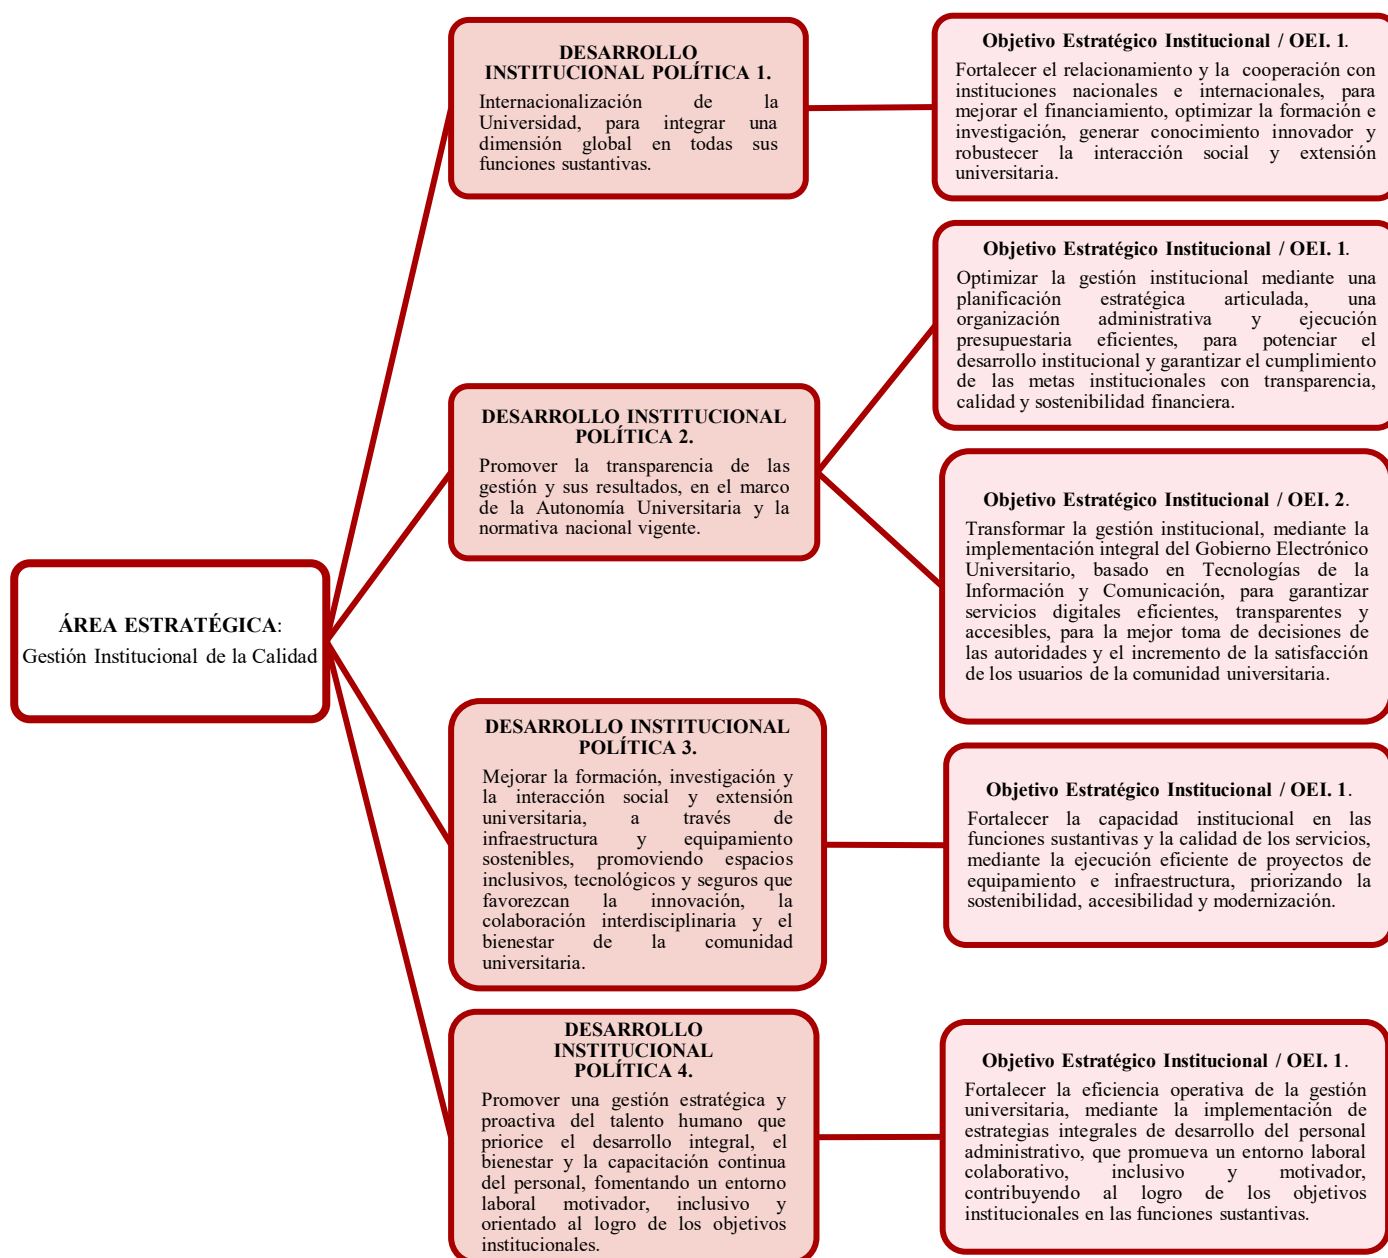 ÁREA ESTRATÉGICA:
Gestión Institucional de la Calidad
DESARROLLO
INSTITUCIONAL POLÍTICA 1.
Internacionalización de la
Universidad, para integrar una
dimensión global en todas sus
funciones sustantivas.
Objetivo Estratégico Institucional / OEI. 1.
Fortalecer el relacionamiento y la cooperación con
instituciones nacionales e internacionales, para
mejorar el financiamiento, optimizar la formación e
investigación, generar conocimiento innovador y
robustecer la interacción social y extensión
universitaria.
DESARROLLO INSTITUCIONAL
POLÍTICA 2.
Promover la transparencia de las
gestión y sus resultados, en el marco
de la Autonomía Universitaria y la
normativa nacional vigente.
Objetivo Estratégico Institucional / OEI. 1.
Optimizar la gestión institucional mediante una
planificación estratégica articulada, una
organización administrativa y ejecución
presupuestaria eficientes, para potenciar el
desarrollo institucional y garantizar el cumplimiento
de las metas institucionales con transparencia,
calidad y sostenibilidad financiera.
Objetivo Estratégico Institucional / OEI. 2.
Transformar la gestión institucional, mediante la
implementación integral del Gobierno Electrónico
Universitario, basado en Tecnologías de la
Información y Comunicación, para garantizar
servicios digitales eficientes, transparentes y
accesibles, para la mejor toma de decisiones de
las autoridades y el incremento de la satisfacción
de los usuarios de la comunidad universitaria.
DESARROLLO INSTITUCIONAL
POLÍTICA 3.
Mejorar la formación, investigación y
la interacción social y extensión
universitaria, a través de
infraestructura y equipamiento
sostenibles, promoviendo espacios
inclusivos, tecnológicos y seguros que
favorezcan la innovación, la
colaboración interdisciplinaria y el
bienestar de la comunidad
universitaria.
Objetivo Estratégico Institucional / OEI. 1.
Fortalecer la capacidad institucional en las
funciones sustantivas y la calidad de los servicios,
mediante la ejecución eficiente de proyectos de
equipamiento e infraestructura, priorizando la
sostenibilidad, accesibilidad y modernización.
DESARROLLO
INSTITUCIONAL
POLÍTICA 4.
Promover una gestión estratégica y
proactiva del talento humano que
priorice el desarrollo integral, el
bienestar y la capacitación continua
del personal, fomentando un entorno
laboral motivador, inclusivo y
orientado al logro de los objetivos
institucionales.
Objetivo Estratégico Institucional / OEI. 1.
Fortalecer la eficiencia operativa de la gestión
universitaria, mediante la implementación de
estrategias integrales de desarrollo del personal
administrativo, que promueva un entorno laboral
colaborativo, inclusivo y motivador,
contribuyendo al logro de los objetivos
institucionales en las funciones sustantivas.